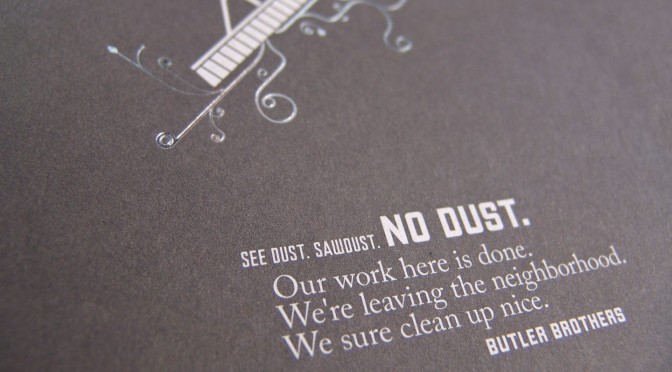 SEE DUST. SAWDUST. NO DUST.
Our work here is done.
We're leaving the neighborhood.
We sure clean up nice.
BUTLER BROTHERS